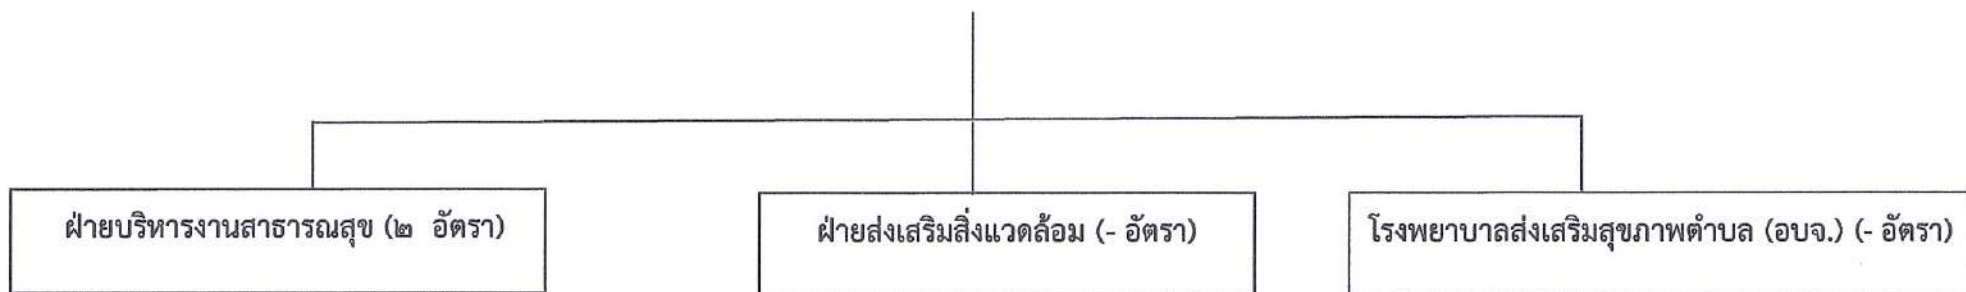 ฝ่ายบริหารงานสาธารณสุข (๒ อัตรา)
ฝ่ายส่งเสริมสิ่งแวดล้อม (- อัตรา)
โรงพยาบาลส่งเสริมสุขภาพตำบล (อบจ.) (- อัตรา)